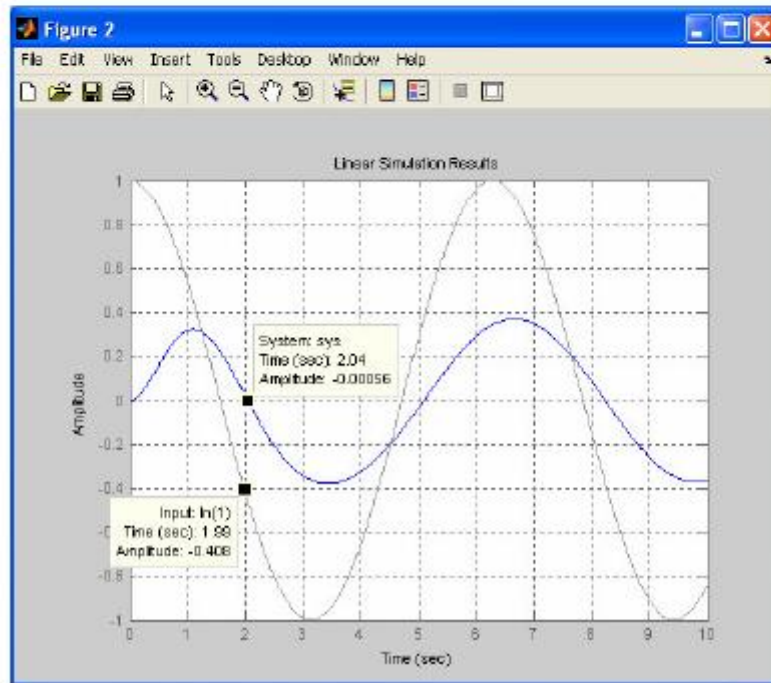 Figure 2
File Edit View Insert Tools Desktop Window Help
Linear Simulation Results
1
0.8
0.6
0.4
0.2
0
-0.2
-0.4
-0.8
-1
Amplitude
System: sys
Time (sec): 2.04
Amplitude: -0.00056
Input: In(1)
Time (sec): 1.99
Amplitude: -0.408
0 1 2 3 4 5 6 7 8 9 10
Time (sec)